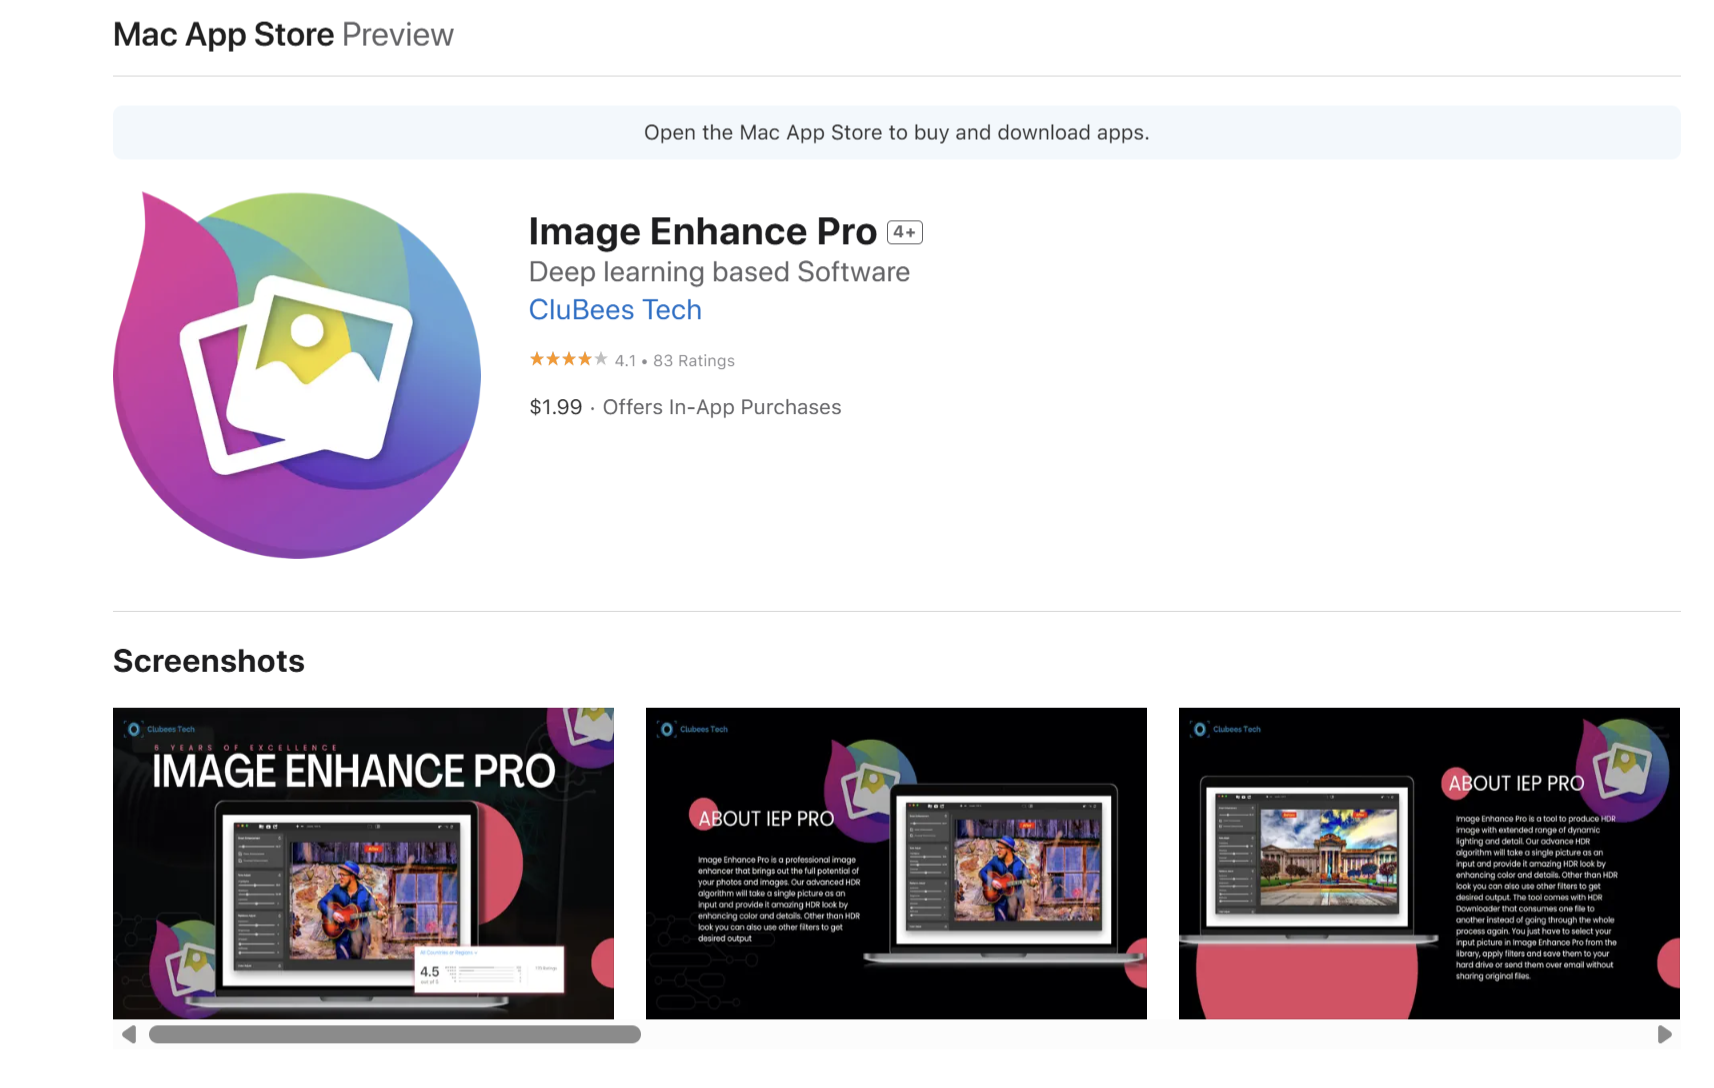 Mac App Store Preview
Open the Mac App Store to buy and download apps.
Image Enhance Pro 4+
Deep learning based Software
CluBees Tech
4.1 • 83 Ratings
$1.99 · Offers In-App Purchases
Screenshots
Clubees Tech
6 YEARS OF EXCELLENCE
IMAGE ENHANCE PRO
All Countries or Regions
4.5
out of 5
Clubees Tech
ABOUT IEP PRO
Image Enhance Pro is a professional image
enhancer that brings out the full potential of
your photos and images. Our advanced HDR
algorithm will take a single picture as an
input and provide it amazing HDR look by
enhancing color and details. Other than HDR
look you can also use other filters to get
desired output
Clubees Tech
ABOUT IEP PRO
Image Enhance Pro is a tool to produce HDR
image with extended range of dynamic
lighting and detail. Our advance HDR
algorithm will take a single picture as an
input and provide it amazing HDR look by
enhancing color and details. Other than HDR
look you can also use other filters to get
desired output. The tool comes with HDR
Downloader that consumes one file to
another instead of going through the whole
process again. You just have to select your
input picture in Image Enhance Pro from the
library, apply filters and save them to your
hard drive or send them over email without
sharing original files.